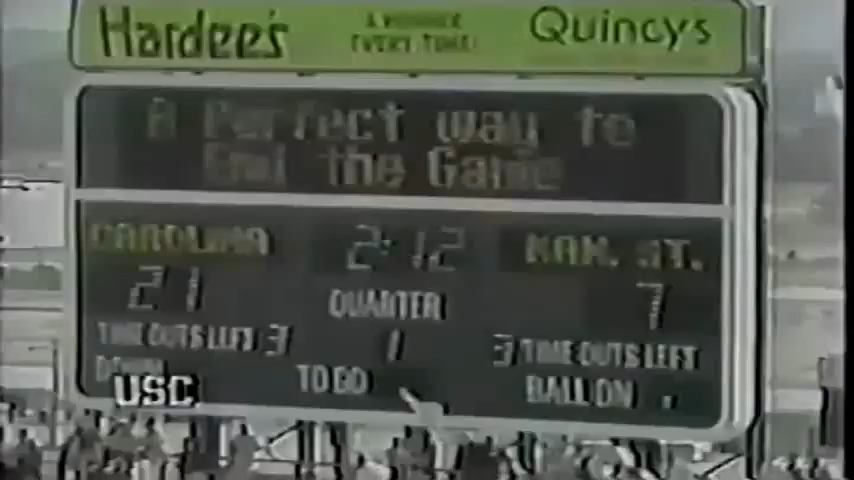 Hardee's A WINNER EVERY TIME! Quincy's
A Perfect way to
End the Game
CAROLINA 2:12 KAN. ST.
21 QUARTER 7
TIME OUTS LEFT 3 1 3 TIME OUTS LEFT
DOWN TO GO BALL ON
USC